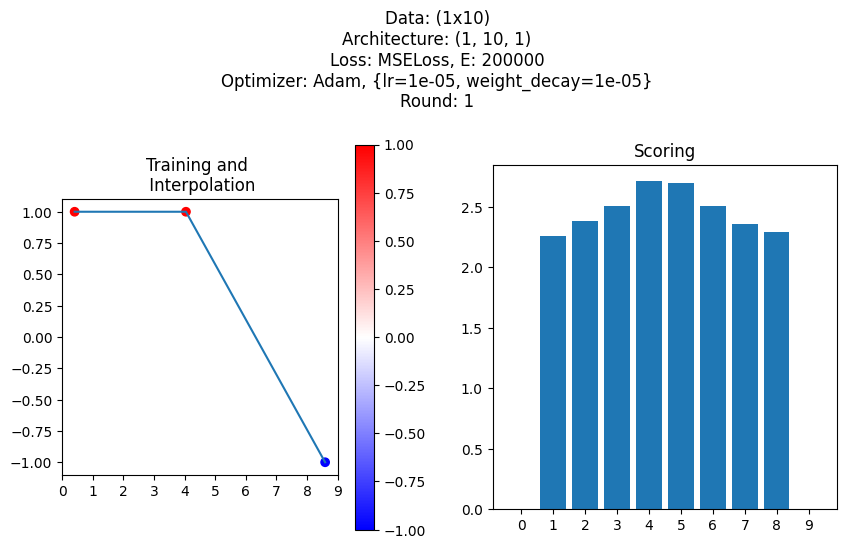 Data: (1x10)
Architecture: (1, 10, 1)
Loss: MSELoss, E: 200000
Optimizer: Adam, {lr=1e-05, weight_decay=1e-05}
Round: 1
Training and
Interpolation
1.00
0.75
0.50
0.25
0.00
−0.25
−0.50
−0.75
−1.00
0 1 2 3 4 5 6 7 8 9
1.00
0.75
0.50
0.25
0.00
−0.25
−0.50
−0.75
−1.00
Scoring
2.5
2.0
1.5
1.0
0.5
0.0
0 1 2 3 4 5 6 7 8 9